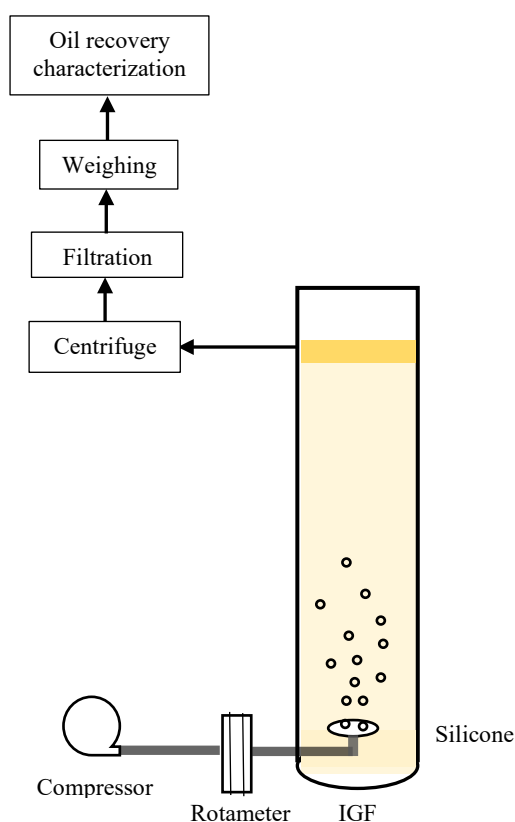 Oil recovery
characterization
Weighing
Filtration
Centrifuge
Silicone
Compressor
Rotameter
IGF